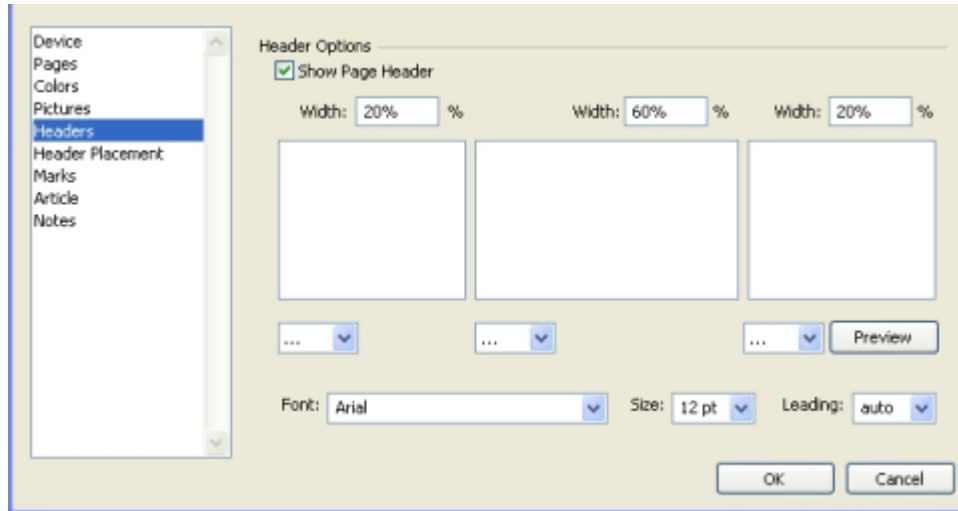 Device
Pages
Colors
Pictures
Headers
Header Placement
Marks
Article
Notes
Header Options
Show Page Header
Width: 20% % Width: 60% % Width: 20% %
... ... ... Preview
Font: Arial Size: 12 pt Leading: auto
OK Cancel